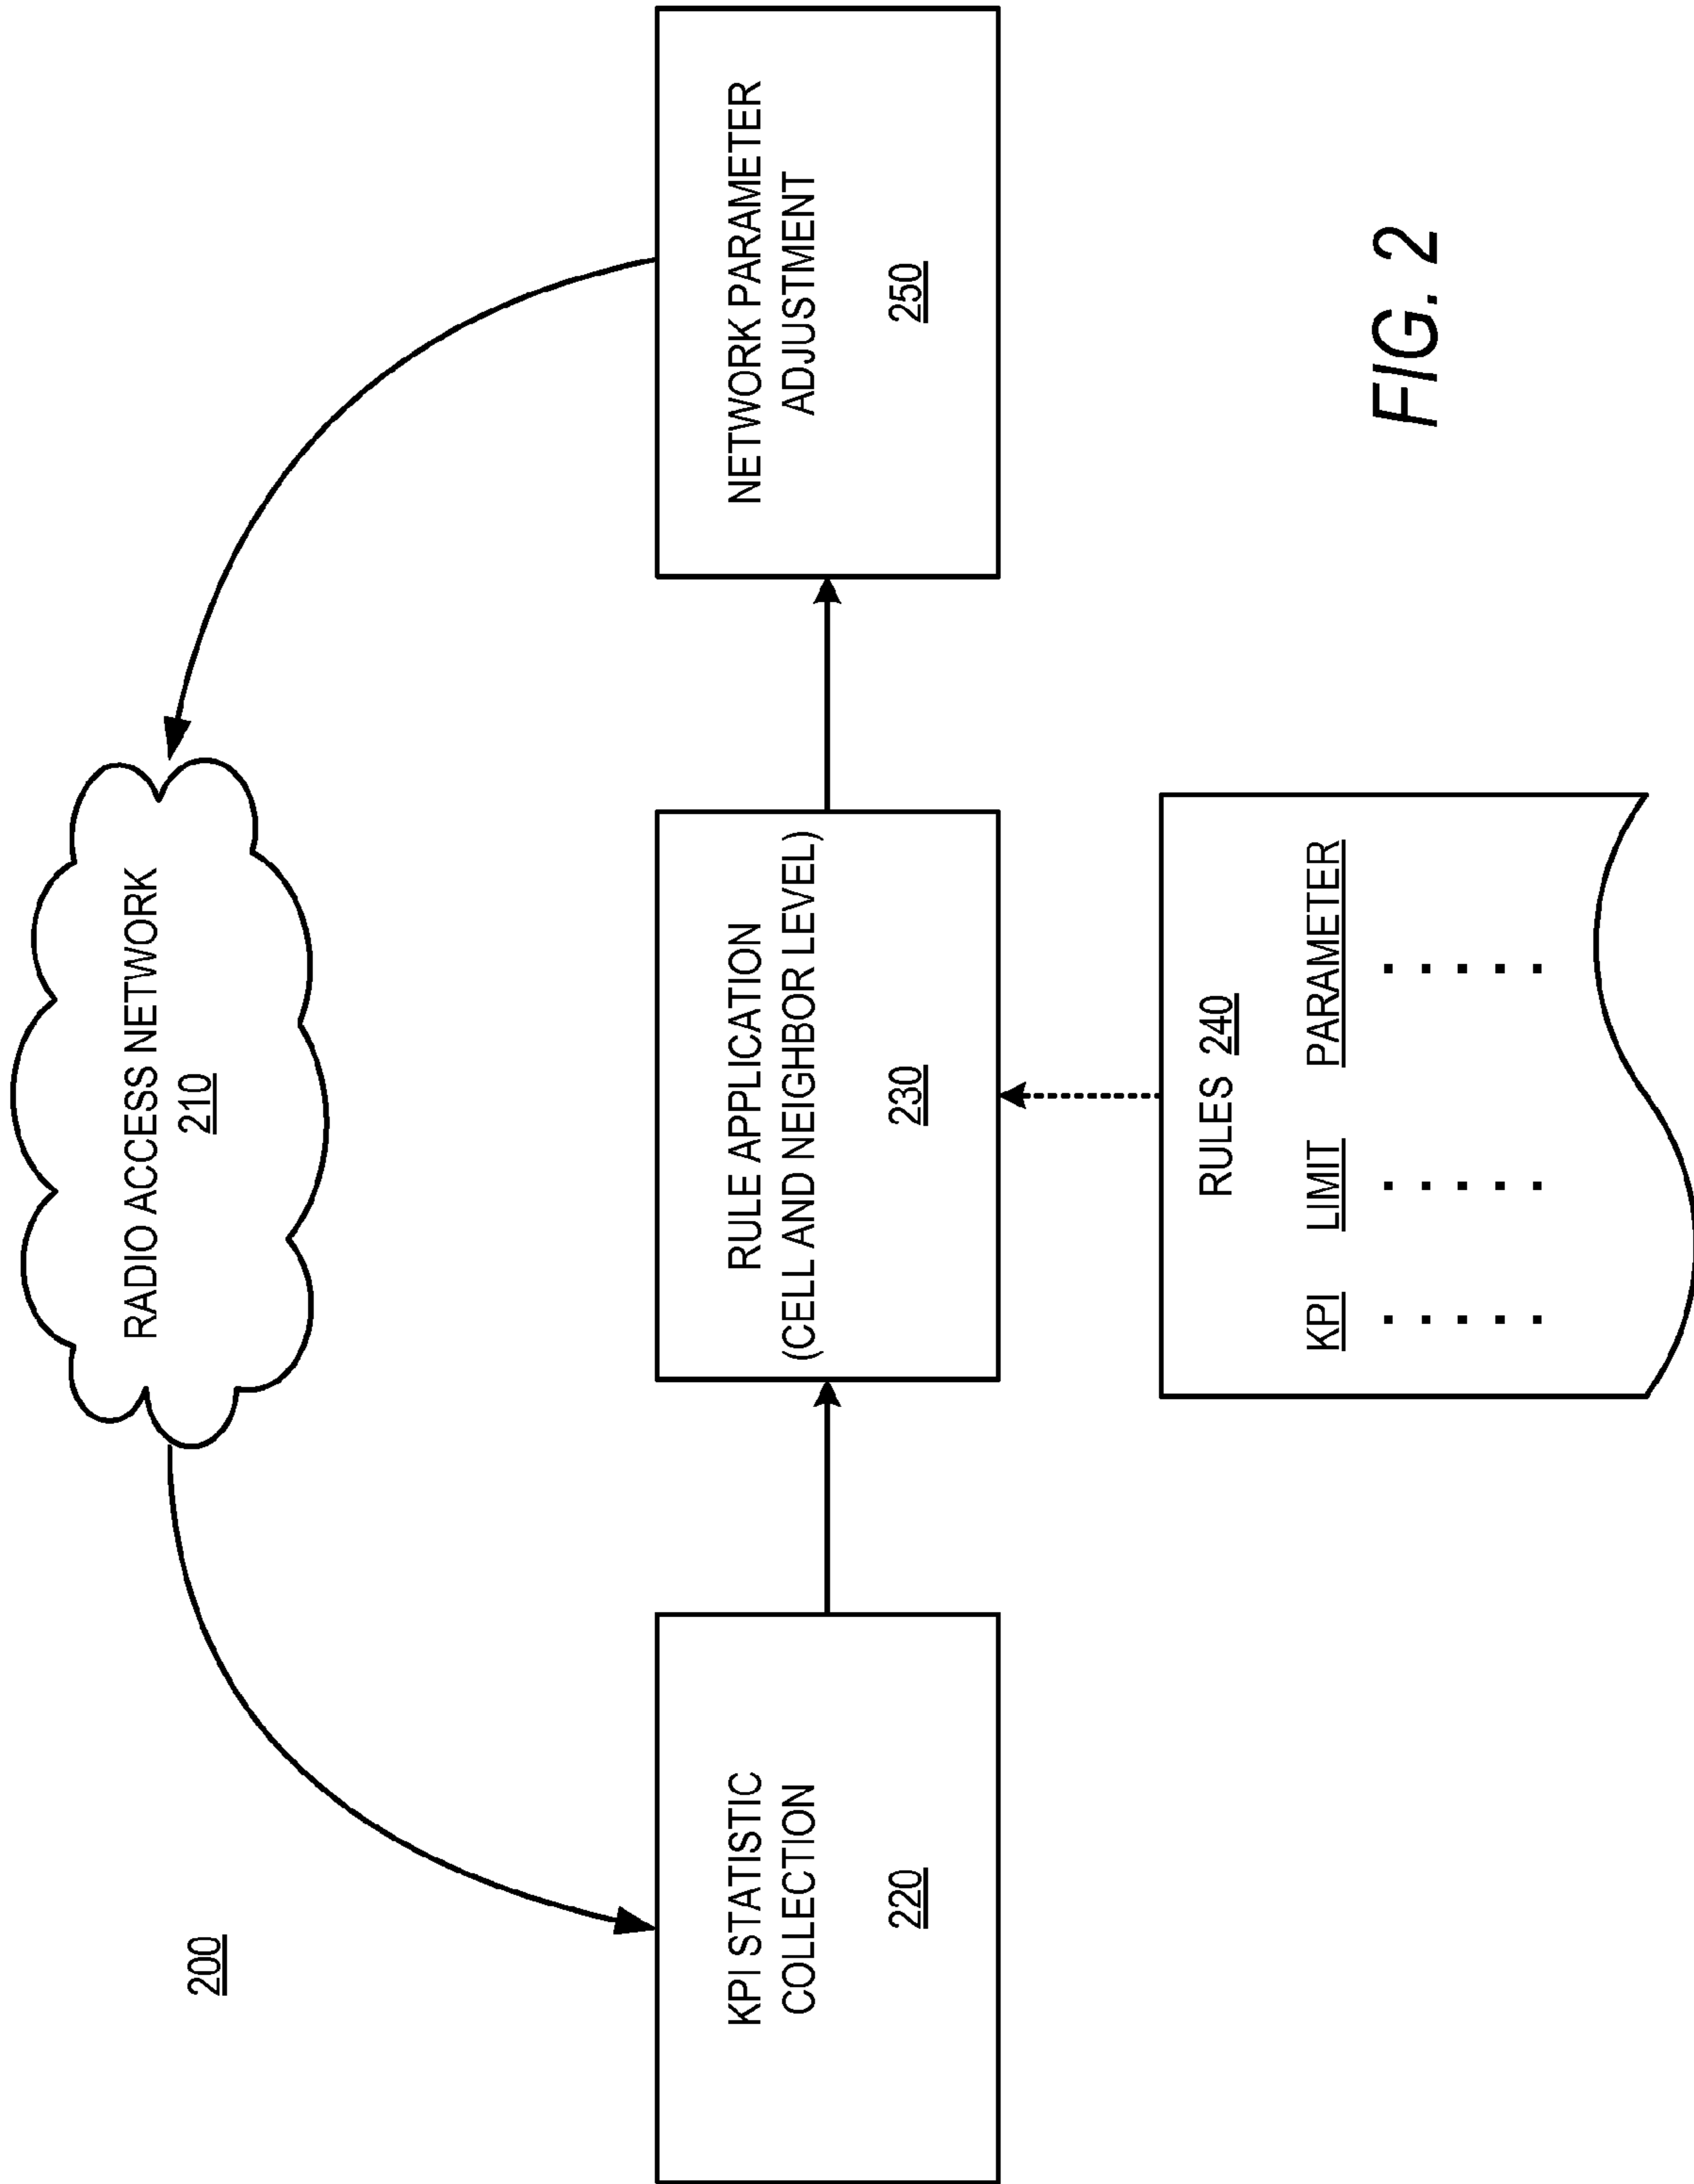 200
RADIO ACCESS NETWORK
210
KPI STATISTIC
COLLECTION
220
RULE APPLICATION
(CELL AND NEIGHBOR LEVEL)
230
NETWORK PARAMETER
ADJUSTMENT
250
RULES 240
KPI LIMIT PARAMETER
FIG. 2